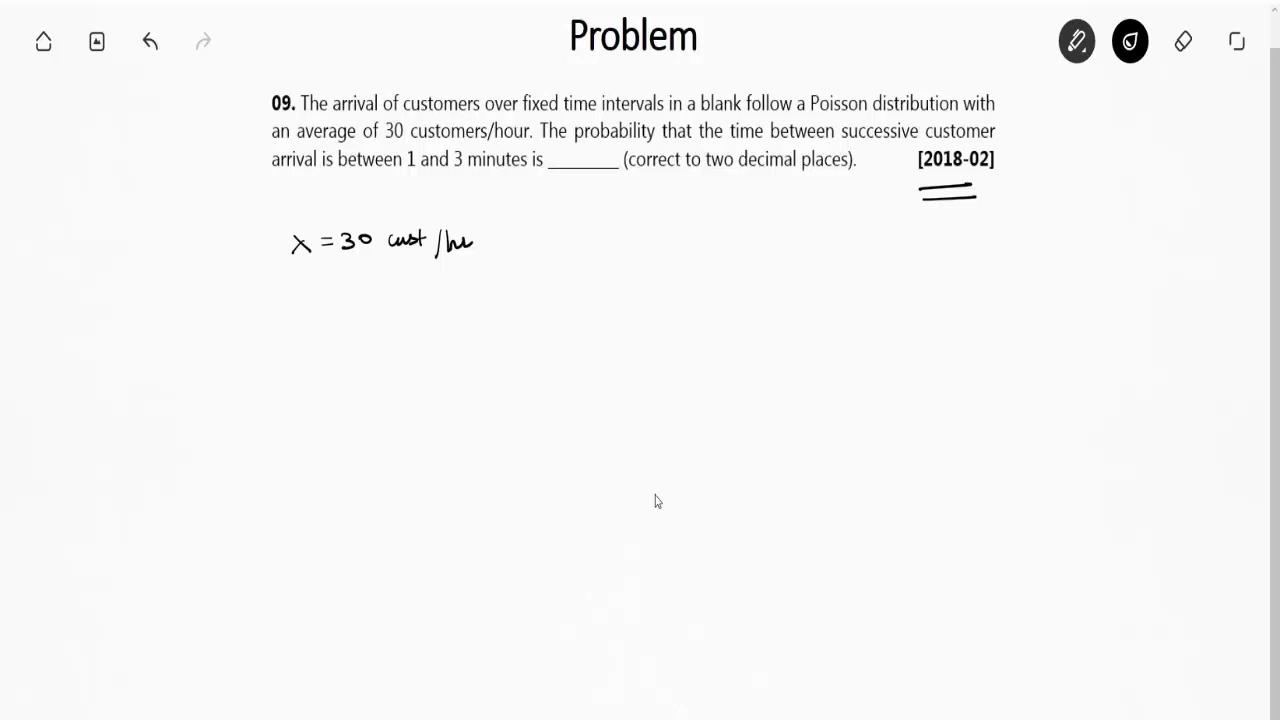 Problem
09. The arrival of customers over fixed time intervals in a blank follow a Poisson distribution with
an average of 30 customers/hour. The probability that the time between successive customer
arrival is between 1 and 3 minutes is ________ (correct to two decimal places). [2018-02]
λ = 30 cust /hr